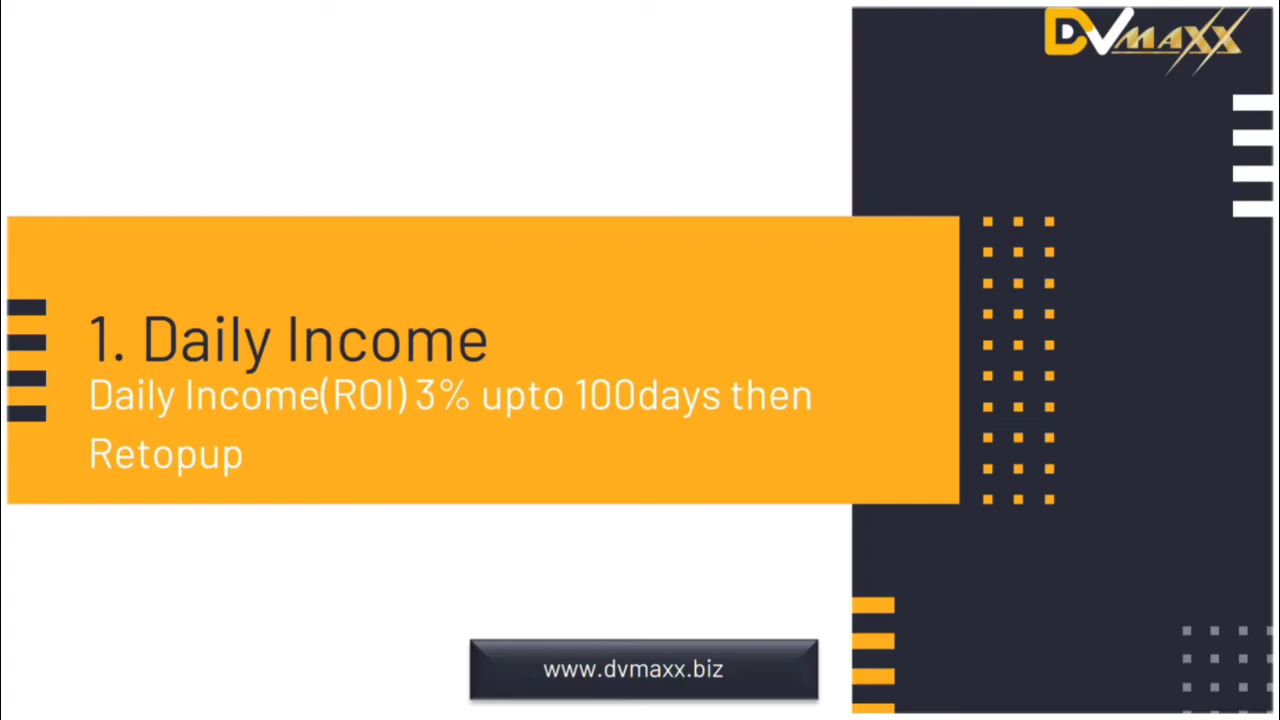 DVMAXX
1. Daily Income
Daily Income(ROI) 3% upto 100days then
Retopup
www.dvmaxx.biz